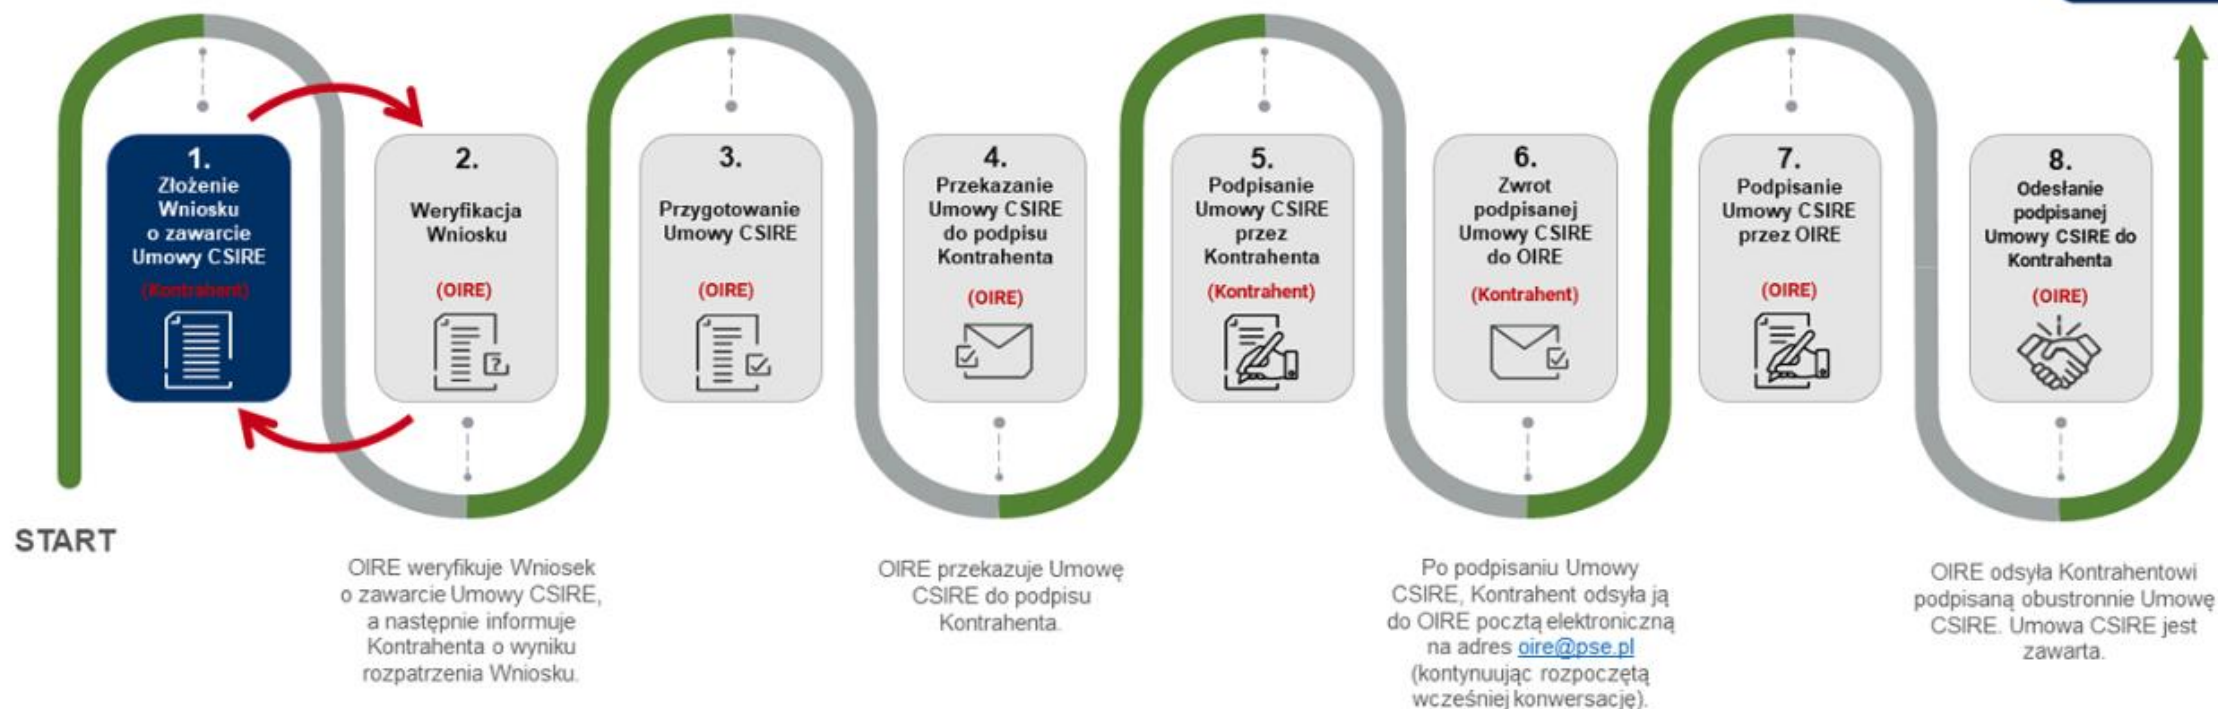 1.
Złożenie
Wniosku
o zawarcie
Umowy CSIRE
(Kontrahent)
2.
Weryfikacja
Wniosku
(OIRE)
?
3.
Przygotowanie
Umowy CSIRE
(OIRE)
4.
Przekazanie
Umowy CSIRE
do podpisu
Kontrahenta
(OIRE)
5.
Podpisanie
Umowy CSIRE
przez
Kontrahenta
(Kontrahent)
6.
Zwrot
podpisanej
Umowy CSIRE
do OIRE
(Kontrahent)
7.
Podpisanie
Umowy CSIRE
przez OIRE
(OIRE)
8.
Odesłanie
podpisanej
Umowy CSIRE do
Kontrahenta
(OIRE)
START
OIRE weryfikuje Wniosek
o zawarcie Umowy CSIRE,
a następnie informuje
Kontrahenta o wyniku
rozpatrzenia Wniosku.
OIRE przekazuje Umowę
CSIRE do podpisu
Kontrahenta.
Po podpisaniu Umowy
CSIRE, Kontrahent odsyła ją
do OIRE pocztą elektroniczną
na adres oire@pse.pl
(kontynuując rozpoczętą
wcześniej konwersację).
OIRE odsyła Kontrahentowi
podpisaną obustronnie Umowę
CSIRE. Umowa CSIRE jest
zawarta.